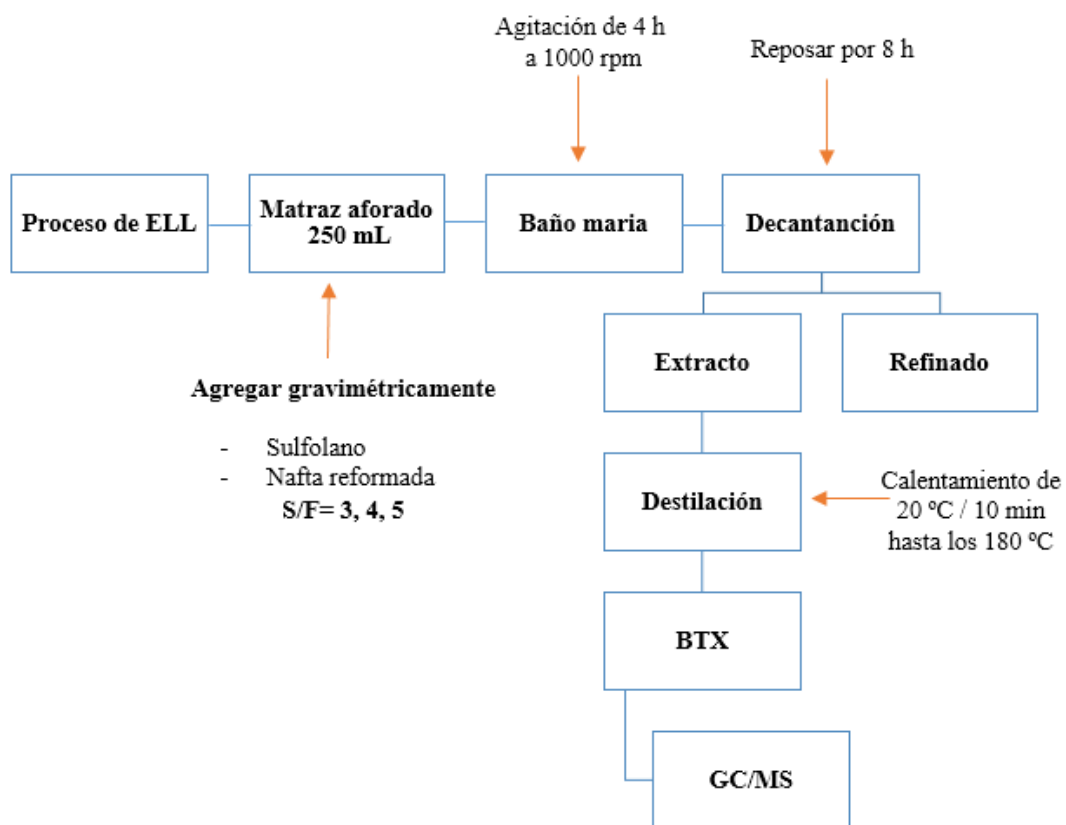 Agitación de 4 h
a 1000 rpm
Reposar por 8 h
Proceso de ELL
Matraz aforado
250 mL
Baño maria
Decantanción
Agregar gravimétricamente
- Sulfolano
- Nafta reformada
S/F= 3, 4, 5
Extracto
Refinado
Destilación
Calentamiento de
20 ºC / 10 min
hasta los 180 ºC
BTX
GC/MS